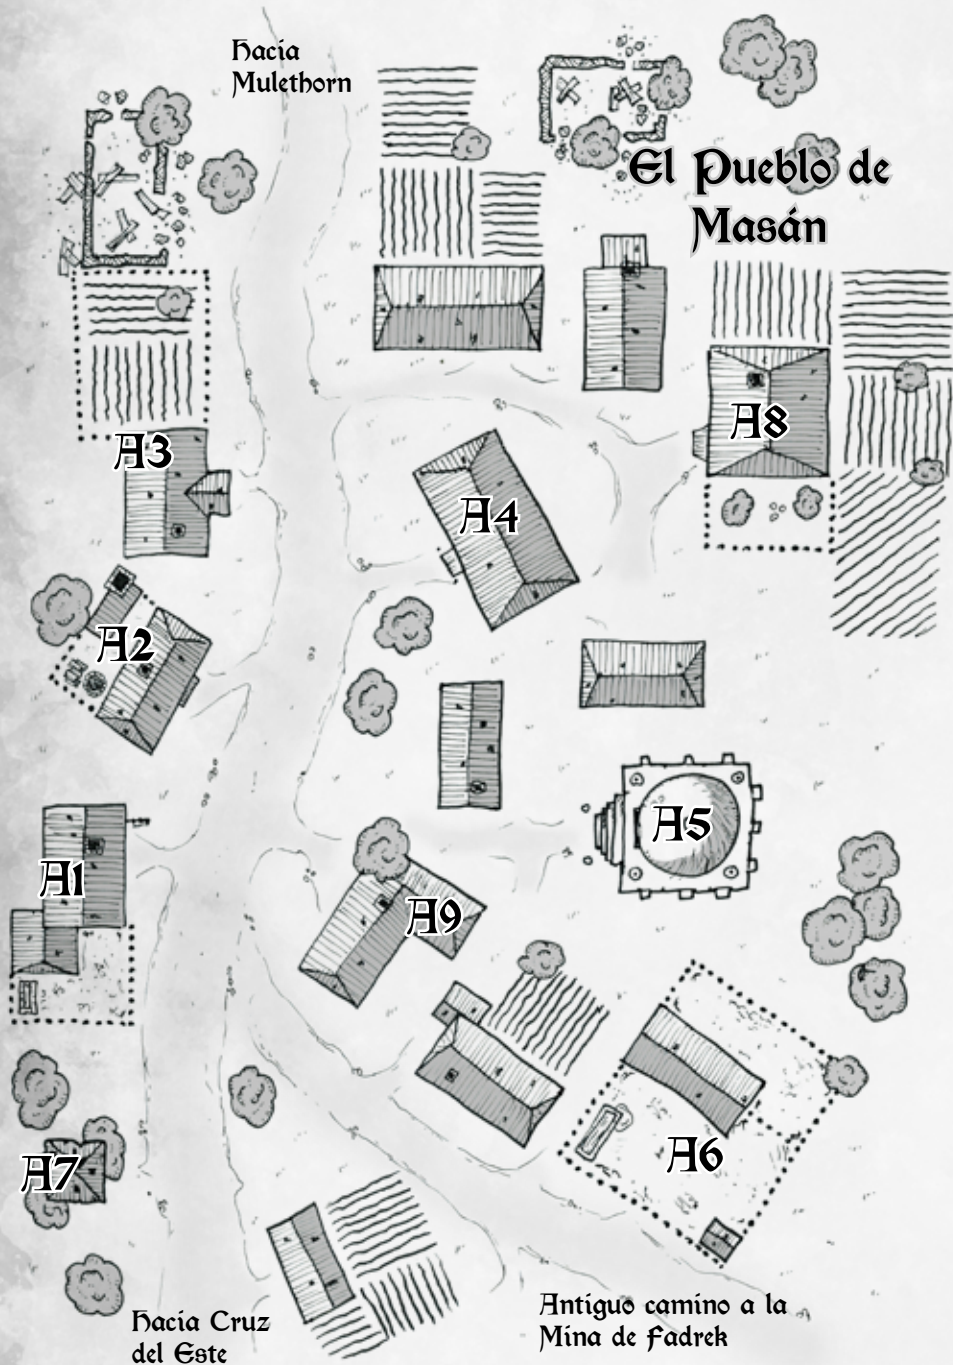 Hacia
Mulethorn
El Pueblo de
Masán
A3
A8
A4
A2
A5
A1
A9
A6
A7
Hacia Cruz
del Este
Antiguo camino a la
Mina de Fadrek